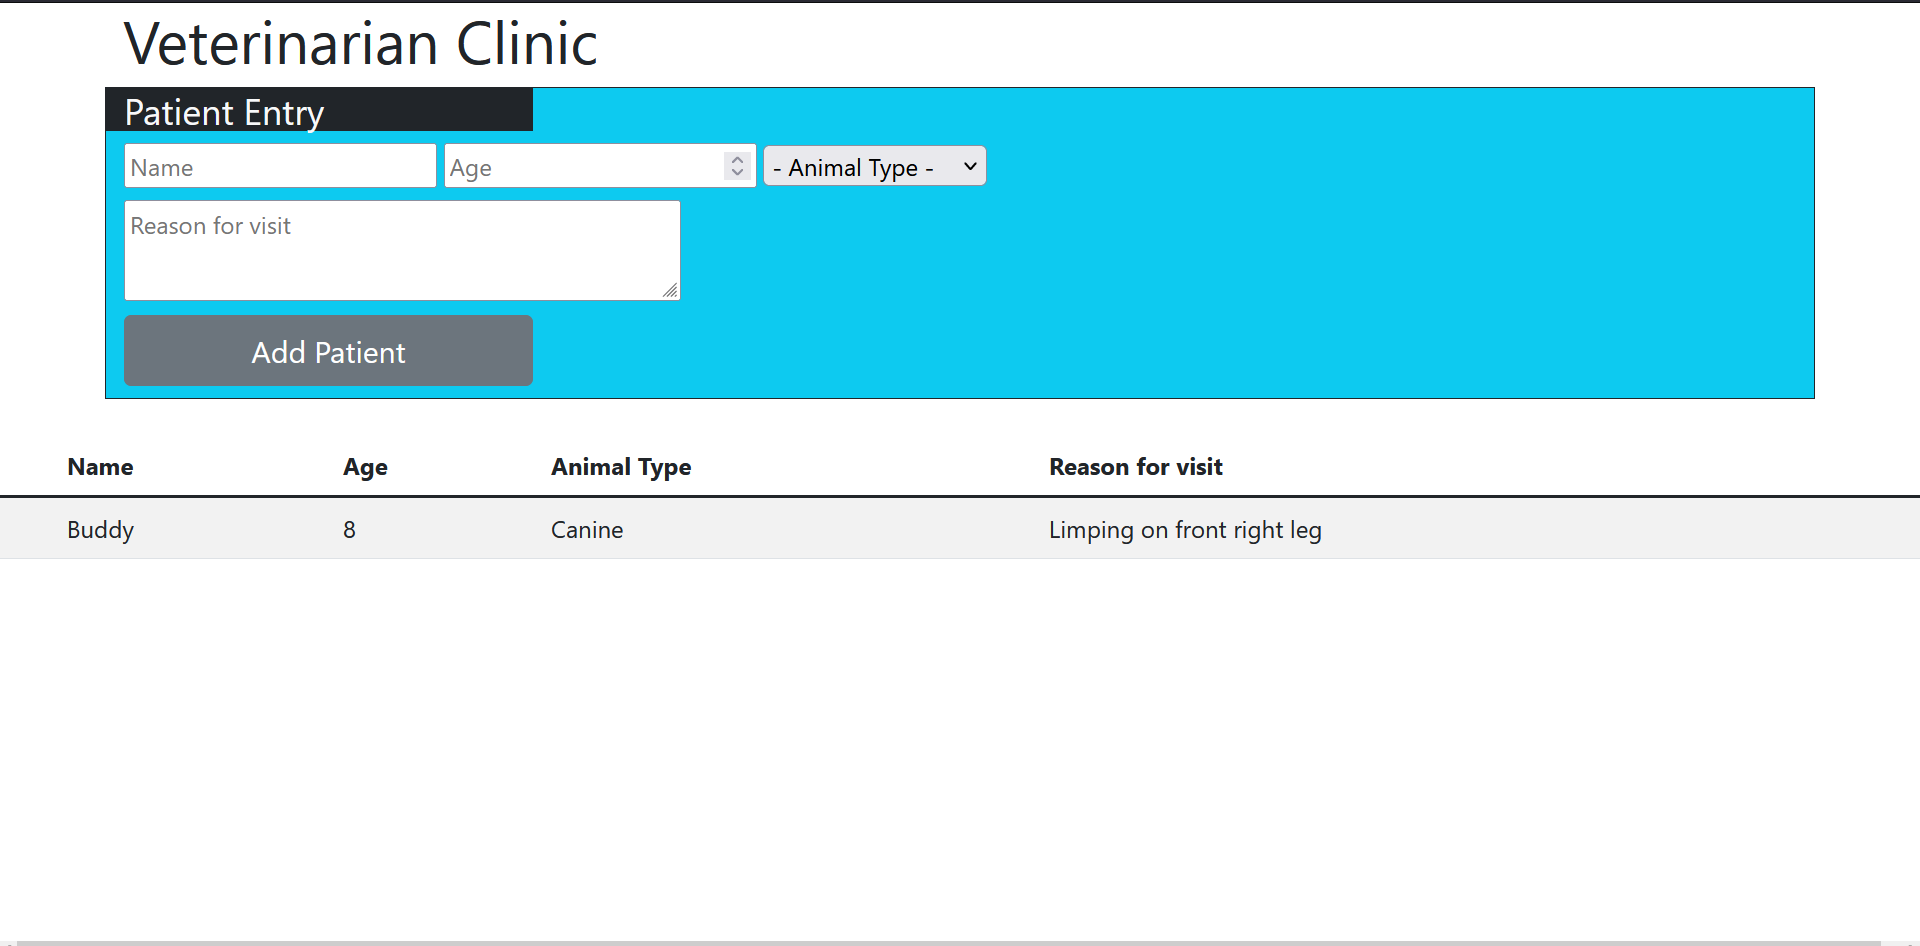 Veterinarian Clinic
Patient Entry
Name Age - Animal Type -
Reason for visit
Add Patient
Name Age Animal Type Reason for visit
Buddy 8 Canine Limping on front right leg